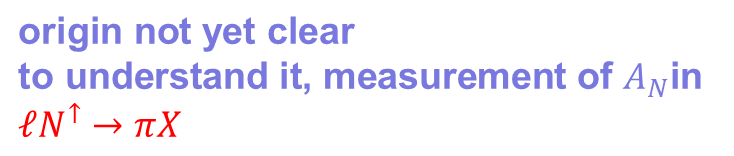 origin not yet clear
to understand it, measurement of 𝐴_𝑁 in
ℓ𝑁^↑ → 𝜋𝑋